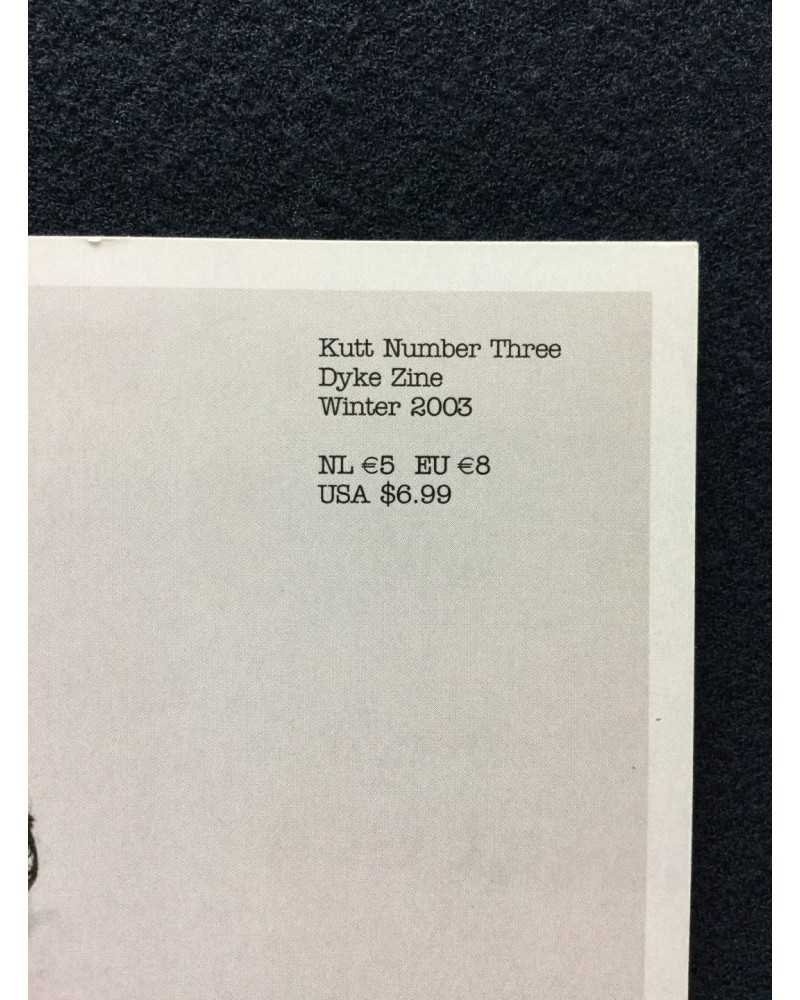 Kutt Number Three
Dyke Zine
Winter 2003
NL €5 EU €8
USA $6.99